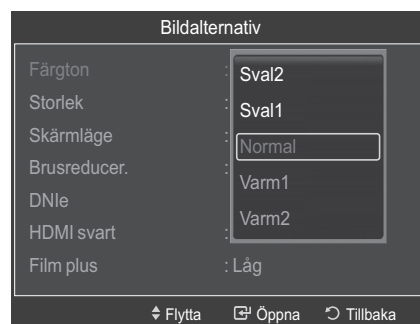 Bildalternativ
Färgton :
Storlek :
Skärmläge :
Brusreducer. :
DNIe
HDMI svart :
Film plus : Låg
Sval2
Sval1
Normal
Varm1
Varm2
Flytta Öppna Tillbaka